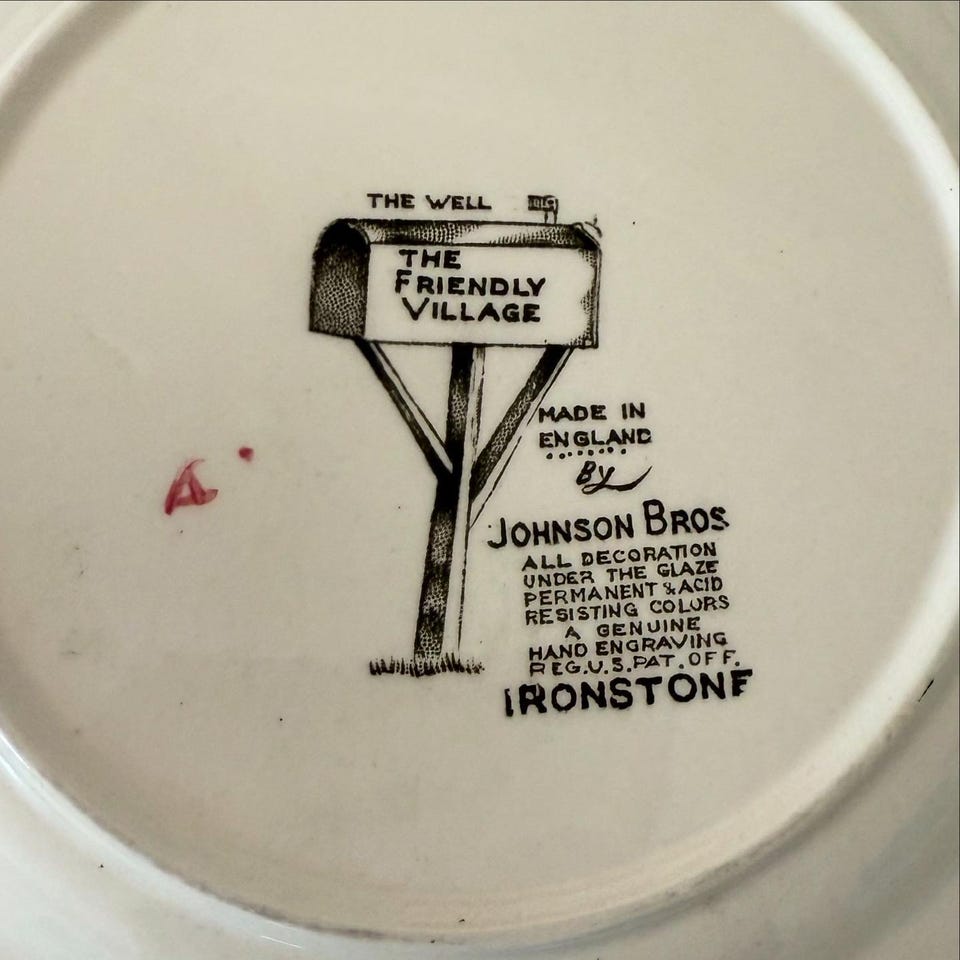 THE WELL
THE
FRIENDLY
VILLAGE
MADE IN
ENGLAND
By
JOHNSON BROS
ALL DECORATION
UNDER THE GLAZE
PERMANENT & ACID
RESISTING COLORS
A GENUINE
HAND ENGRAVING
REG.U.S.PAT.OFF.
IRONSTONE
A